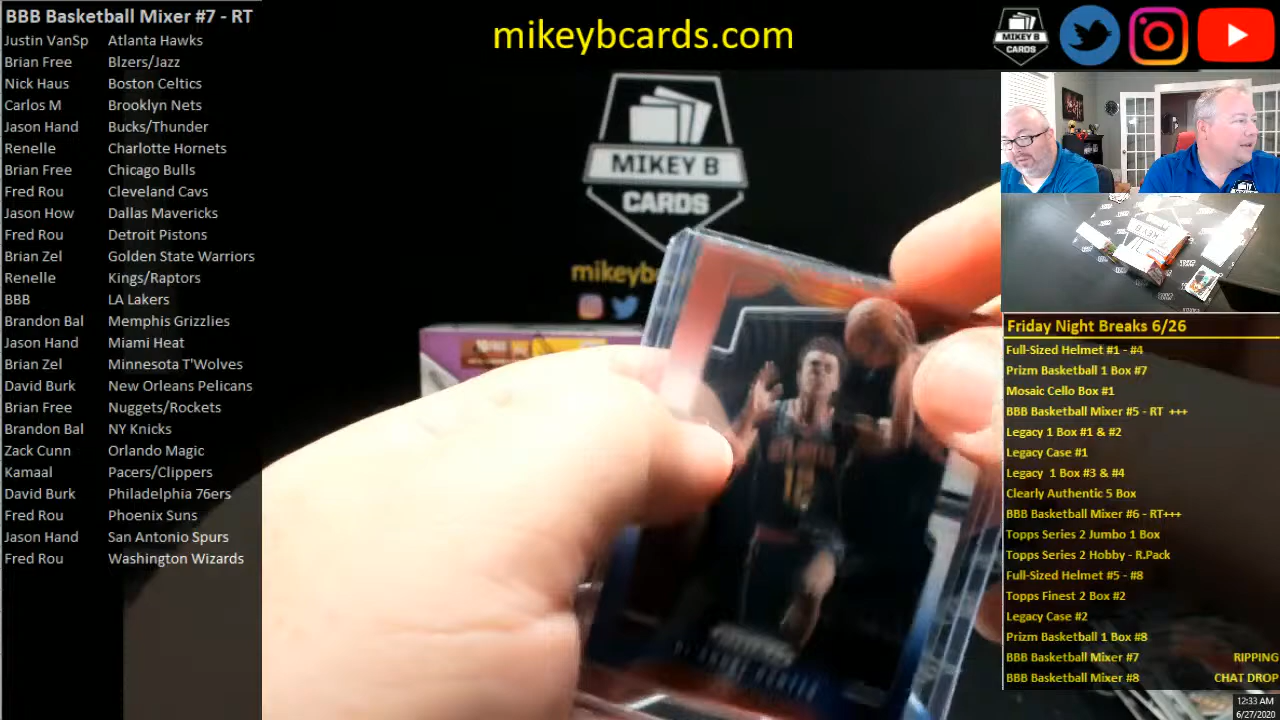 BBB Basketball Mixer #7 - RT
Justin VanSp Atlanta Hawks
Brian Free Blzers/Jazz
Nick Haus Boston Celtics
Carlos M Brooklyn Nets
Jason Hand Bucks/Thunder
Renelle Charlotte Hornets
Brian Free Chicago Bulls
Fred Rou Cleveland Cavs
Jason How Dallas Mavericks
Fred Rou Detroit Pistons
Brian Zel Golden State Warriors
Renelle Kings/Raptors
BBB LA Lakers
Brandon Bal Memphis Grizzlies
Jason Hand Miami Heat
Brian Zel Minnesota T'Wolves
David Burk New Orleans Pelicans
Brian Free Nuggets/Rockets
Brandon Bal NY Knicks
Zack Cunn Orlando Magic
Kamaal Pacers/Clippers
David Burk Philadelphia 76ers
Fred Rou Phoenix Suns
Jason Hand San Antonio Spurs
Fred Rou Washington Wizards
mikeybcards.com
MIKEY B
CARDS
MIKEY B
CARDS
mikeyb
Friday Night Breaks 6/26
Full-Sized Helmet #1 - #4
Prizm Basketball 1 Box #7
Mosaic Cello Box #1
BBB Basketball Mixer #5 - RT +++
Legacy 1 Box #1 & #2
Legacy Case #1
Legacy 1 Box #3 & #4
Clearly Authentic 5 Box
BBB Basketball Mixer #6 - RT+++
Topps Series 2 Jumbo 1 Box
Topps Series 2 Hobby - R.Pack
Full-Sized Helmet #5 - #8
Topps Finest 2 Box #2
Legacy Case #2
Prizm Basketball 1 Box #8
BBB Basketball Mixer #7 RIPPING
BBB Basketball Mixer #8 CHAT DROP
12:33 AM
6/27/2020